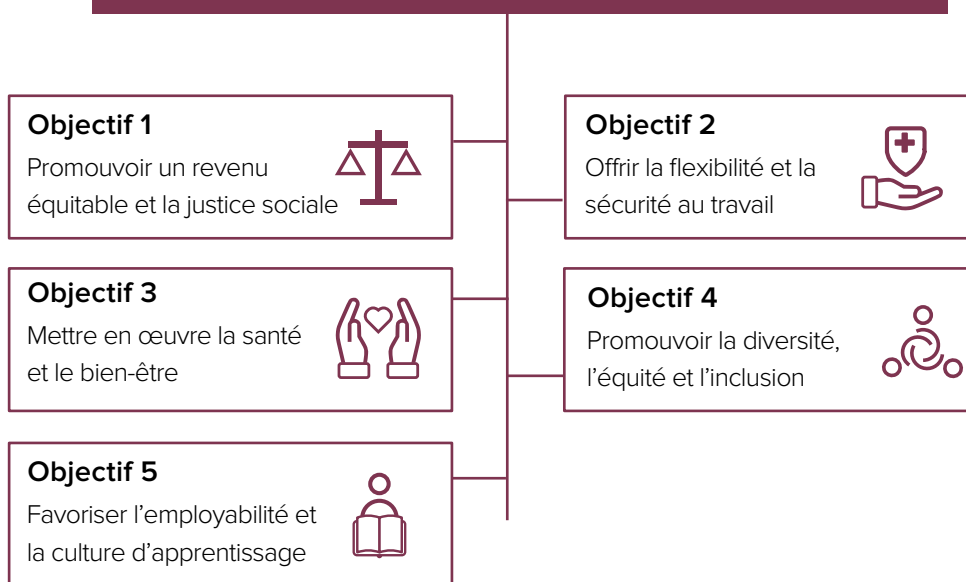 Objectif 1
Promouvoir un revenu
équitable et la justice sociale
Objectif 2
Offrir la flexibilité et la
sécurité au travail
Objectif 3
Mettre en œuvre la santé
et le bien-être
Objectif 4
Promouvoir la diversité,
l’équité et l’inclusion
Objectif 5
Favoriser l’employabilité et
la culture d’apprentissage